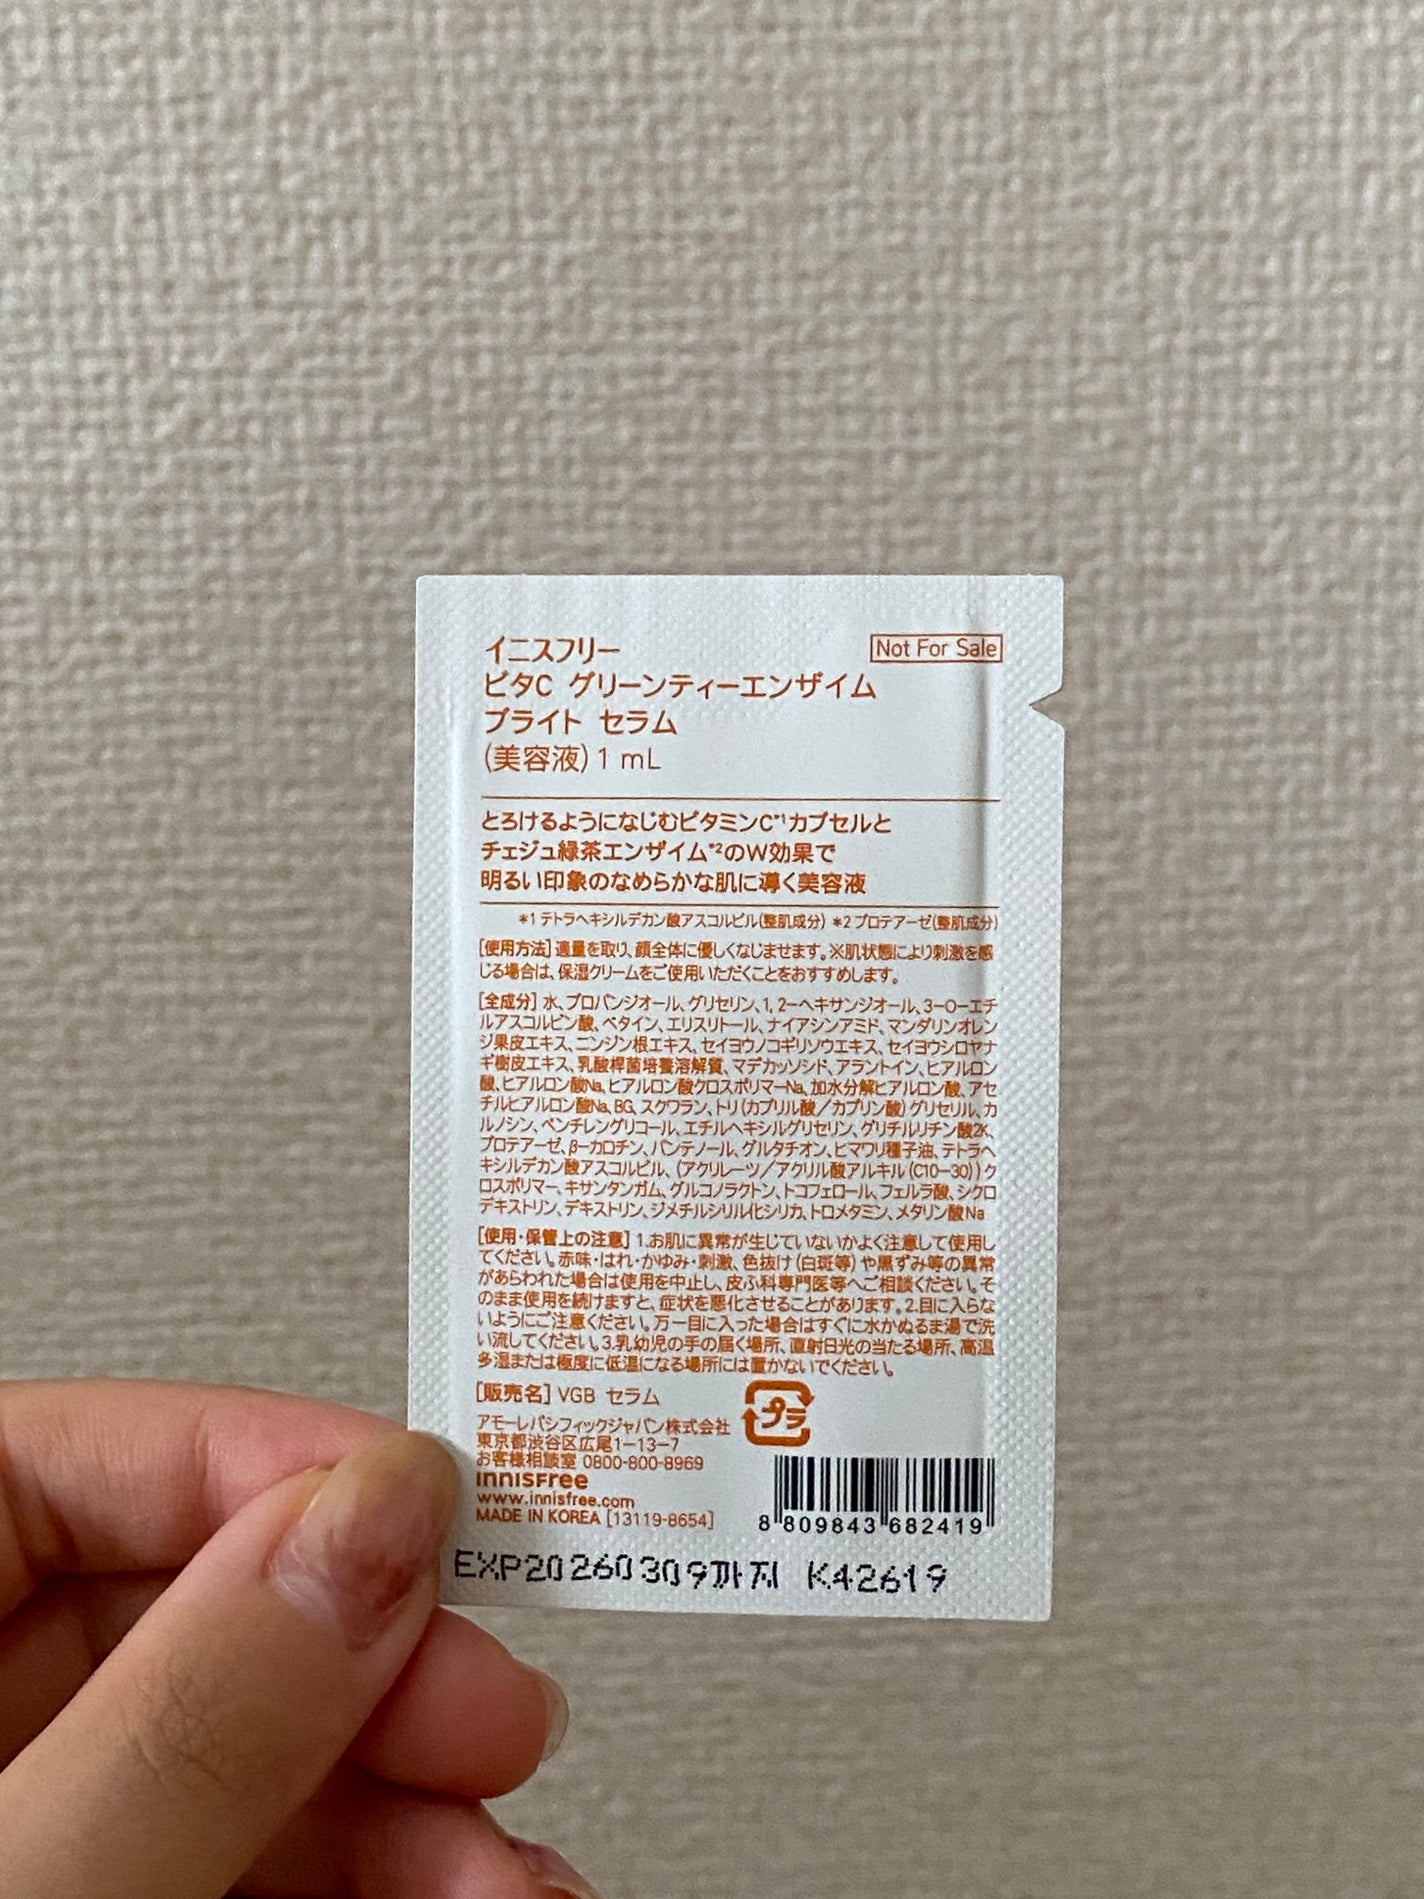 イニスフリー
Not For Sale
ビタC グリーンティーエンザイム
ブライト セラム
(美容液) 1 mL
とろけるようになじむビタミンC*1カプセルと
チェジュ緑茶エンザイム*2のW効果で
明るい印象のなめらかな肌に導く美容液
*1 テトラヘキシルデカン酸アスコルビル(整肌成分) *2 プロテアーゼ(整肌成分)
[使用方法] 適量を取り、顔全体に優しくなじませます。※肌状態により刺激を感
じる場合は、保湿クリームをご使用いただくことをおすすめします。
[全成分] 水、プロパンジオール、グリセリン、1, 2-ヘキサンジオール、3-O-エチ
ルアスコルビン酸、ベタイン、エリスリトール、ナイアシンアミド、マンダリンオレン
ジ果皮エキス、ニンジン根エキス、セイヨウノコギリソウエキス、セイヨウシロヤナ
ギ樹皮エキス、乳酸桿菌培養溶解質、マデカッソシド、アラントイン、ヒアルロン
酸、ヒアルロン酸Na、ヒアルロン酸クロスポリマーNa、加水分解ヒアルロン酸、アセ
チルヒアルロン酸Na、BG、スクワラン、トリ(カプリル酸/カプリン酸)グリセリル、カ
ルノシン、ペンチレングリコール、エチルヘキシルグリセリン、グリチルリチン酸2K、
プロテアーゼ、β-カロチン、パンテノール、グルタチオン、ヒマワリ種子油、テトラヘ
キシルデカン酸アスコルビル、(アクリレーツ/アクリル酸アルキル(C10-30))ク
ロスポリマー、キサンタンガム、グルコノラクトン、トコフェロール、フェルラ酸、シクロ
デキストリン、デキストリン、ジメチルシリル化シリカ、トロメタミン、メタリン酸Na
[使用・保管上の注意] 1.お肌に異常が生じていないかよく注意して使用し
てください。赤味・はれ・かゆみ・刺激、色抜け(白斑等)や黒ずみ等の異常
があらわれた場合は使用を中止し、皮ふ科専門医等へご相談ください。そ
のまま使用を続けますと、症状を悪化させることがあります。2.目に入らな
いようにご注意ください。万一目に入った場合はすぐに水かぬるま湯で洗
い流してください。3.乳幼児の手の届く場所、直射日光の当たる場所、高温
多湿または極度に低温になる場所には置かないでください。
[販売名] VGB セラム
プラ
アモーレパシフィックジャパン株式会社
東京都渋谷区広尾1-13-7
お客様相談室 0800-800-8969
innisfree
www.innisfree.com
MADE IN KOREA [13119-8654]
8 809843 682419
EXP20260309까지 K42619